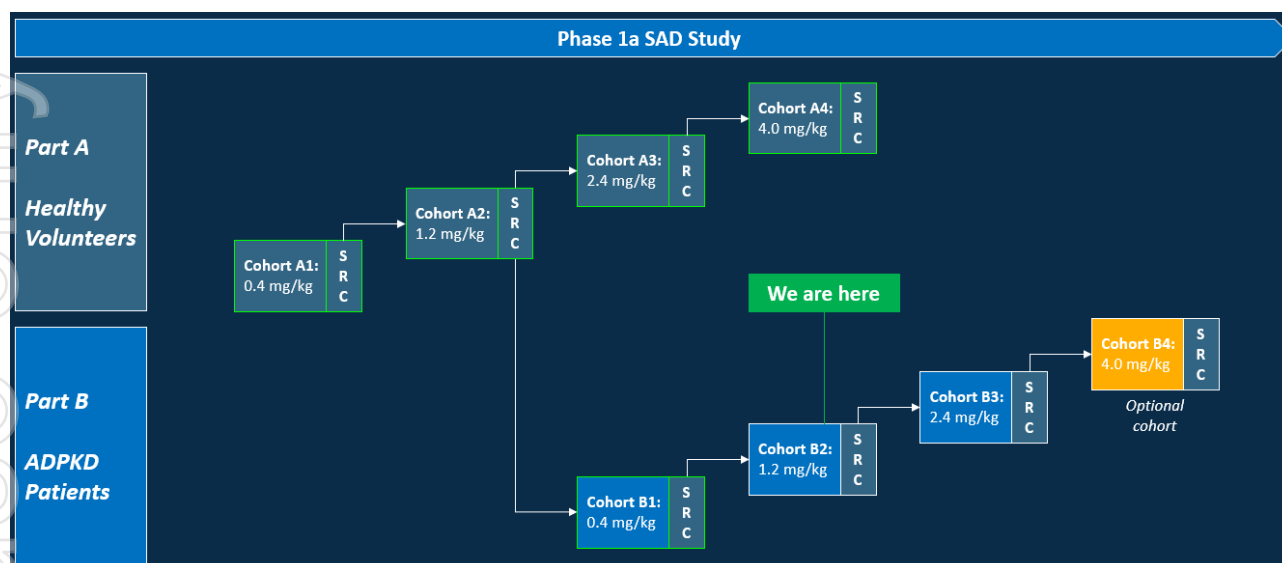 Phase 1a SAD Study
Part A
Healthy
Volunteers
Cohort A1:
0.4 mg/kg
S
R
C
Cohort A2:
1.2 mg/kg
S
R
C
Cohort A3:
2.4 mg/kg
S
R
C
Cohort A4:
4.0 mg/kg
S
R
C
We are here
Part B
ADPKD
Patients
Cohort B1:
0.4 mg/kg
S
R
C
Cohort B2:
1.2 mg/kg
S
R
C
Cohort B3:
2.4 mg/kg
S
R
C
Cohort B4:
4.0 mg/kg
S
R
C
Optional
cohort